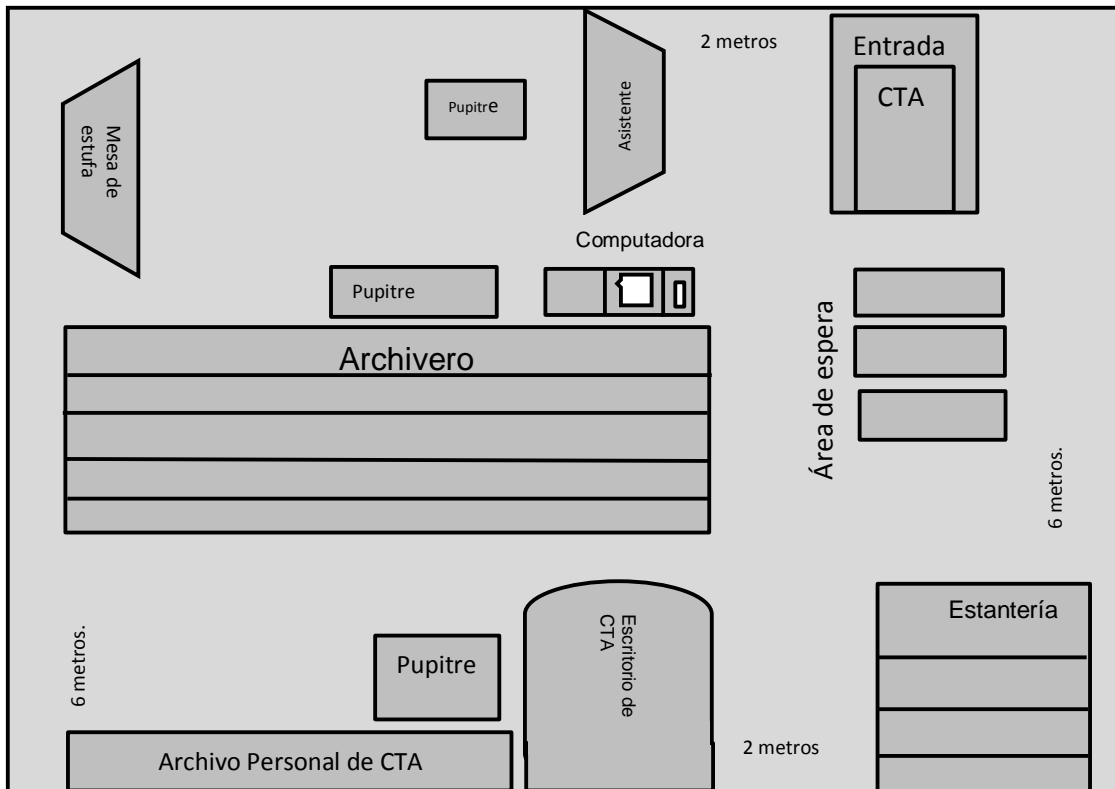 2 metros
Entrada
CTA
Pupitre
Asistente
Mesa de
estufa
Computadora
Pupitre
Archivero
Área de espera
6 metros.
Estantería
Escritorio de
CTA
Pupitre
6 metros.
2 metros
Archivo Personal de CTA